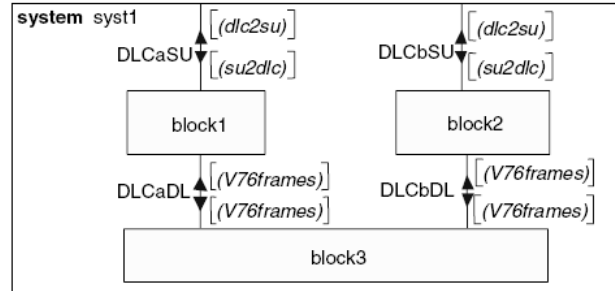 system syst1
[(dlc2su)]
DLCaSU
[(su2dlc)]
[(dlc2su)]
DLCbSU
[(su2dlc)]
block1
block2
[(V76frames)]
DLCaDL
[(V76frames)]
[(V76frames)]
DLCbDL
[(V76frames)]
block3